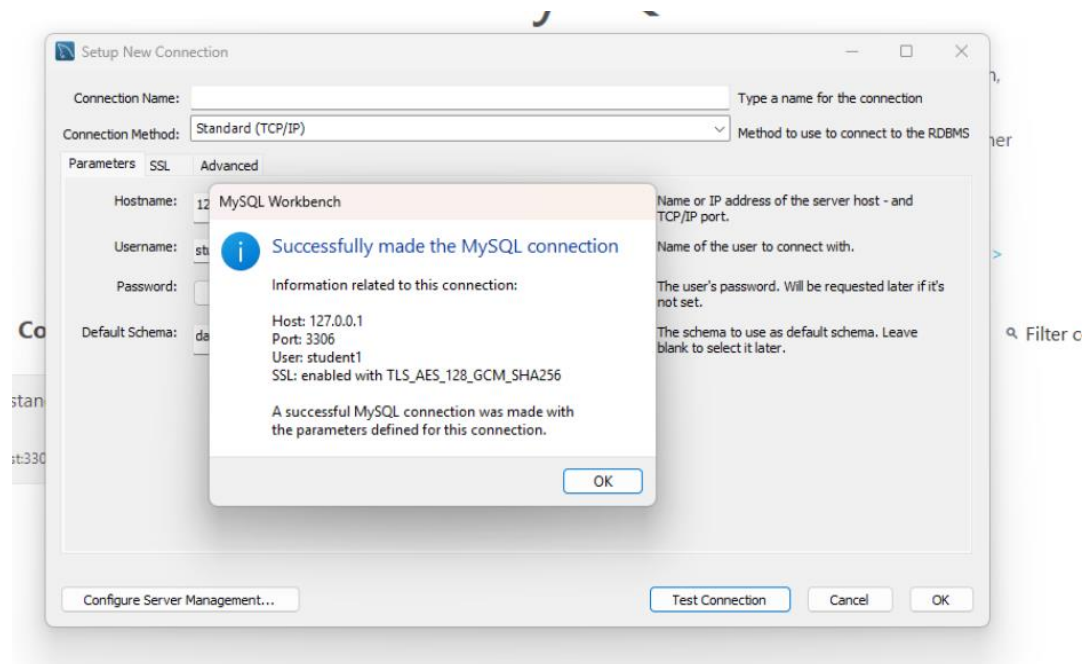 Setup New Connection
Connection Name:
Type a name for the connection
Connection Method:
Standard (TCP/IP)
Method to use to connect to the RDBMS
Parameters SSL Advanced
Hostname:
12
Name or IP address of the server host - and
TCP/IP port.
Username:
Name of the user to connect with.
Password:
The user's password. Will be requested later if it's
not set.
Default Schema:
da
The schema to use as default schema. Leave
blank to select it later.
MySQL Workbench
Successfully made the MySQL connection
Information related to this connection:
Host: 127.0.0.1
Port: 3306
User: student1
SSL: enabled with TLS_AES_128_GCM_SHA256
A successful MySQL connection was made with
the parameters defined for this connection.
OK
Configure Server Management...
Test Connection
Cancel
OK
Co
Filter
stan
st:330